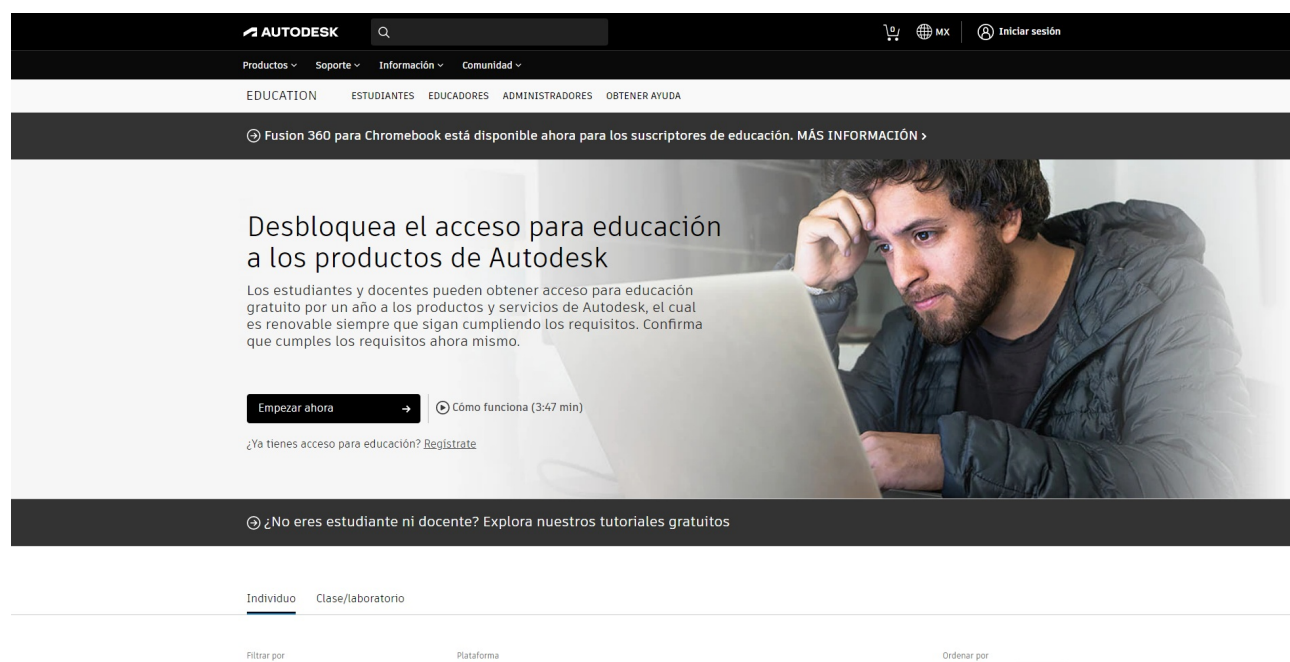 AUTODESK
0
MX
Iniciar sesión
Productos Soporte Información Comunidad
EDUCATION ESTUDIANTES EDUCADORES ADMINISTRADORES OBTENER AYUDA
Fusion 360 para Chromebook está disponible ahora para los suscriptores de educación. MÁS INFORMACIÓN >
Desbloquea el acceso para educación
a los productos de Autodesk
Los estudiantes y docentes pueden obtener acceso para educación
gratuito por un año a los productos y servicios de Autodesk, el cual
es renovable siempre que sigan cumpliendo los requisitos. Confirma
que cumples los requisitos ahora mismo.
Empezar ahora →
Cómo funciona (3:47 min)
¿Ya tienes acceso para educación? Regístrate
¿No eres estudiante ni docente? Explora nuestros tutoriales gratuitos
Individuo Clase/laboratorio
Filtrar por Plataforma Ordenar por